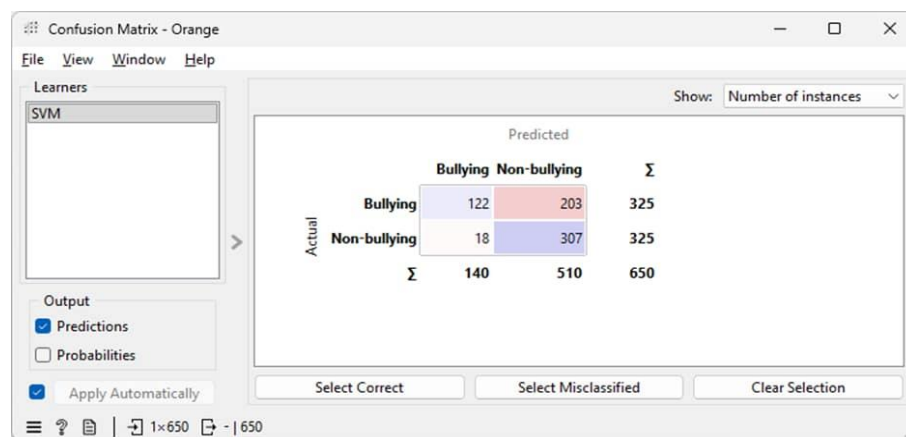 Confusion Matrix - Orange
File View Window Help
Learners
SVM
Show: Number of instances
Predicted
Bullying Non-bullying Σ
Actual
Bullying 122 203 325
Non-bullying 18 307 325
Σ 140 510 650
Output
Predictions
Probabilities
Apply Automatically
Select Correct Select Misclassified Clear Selection
? 1×650 - | 650